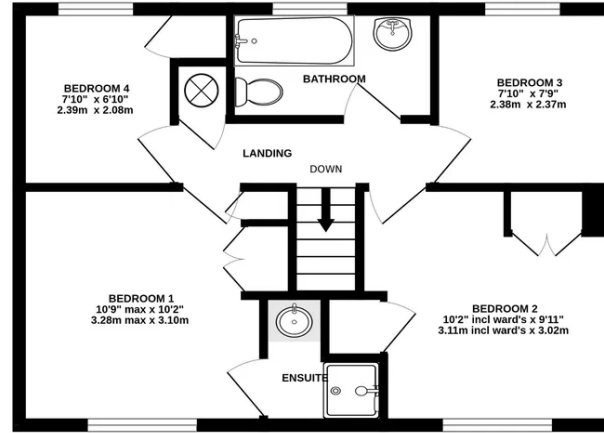 BEDROOM 4
7'10" x 6'10"
2.39m x 2.08m
BATHROOM
BEDROOM 3
7'10" x 7'9"
2.38m x 2.37m
LANDING
DOWN
BEDROOM 1
10'9" max x 10'2"
3.28m max x 3.10m
BEDROOM 2
10'2" incl ward's x 9'11"
3.11m incl ward's x 3.02m
ENSUITE